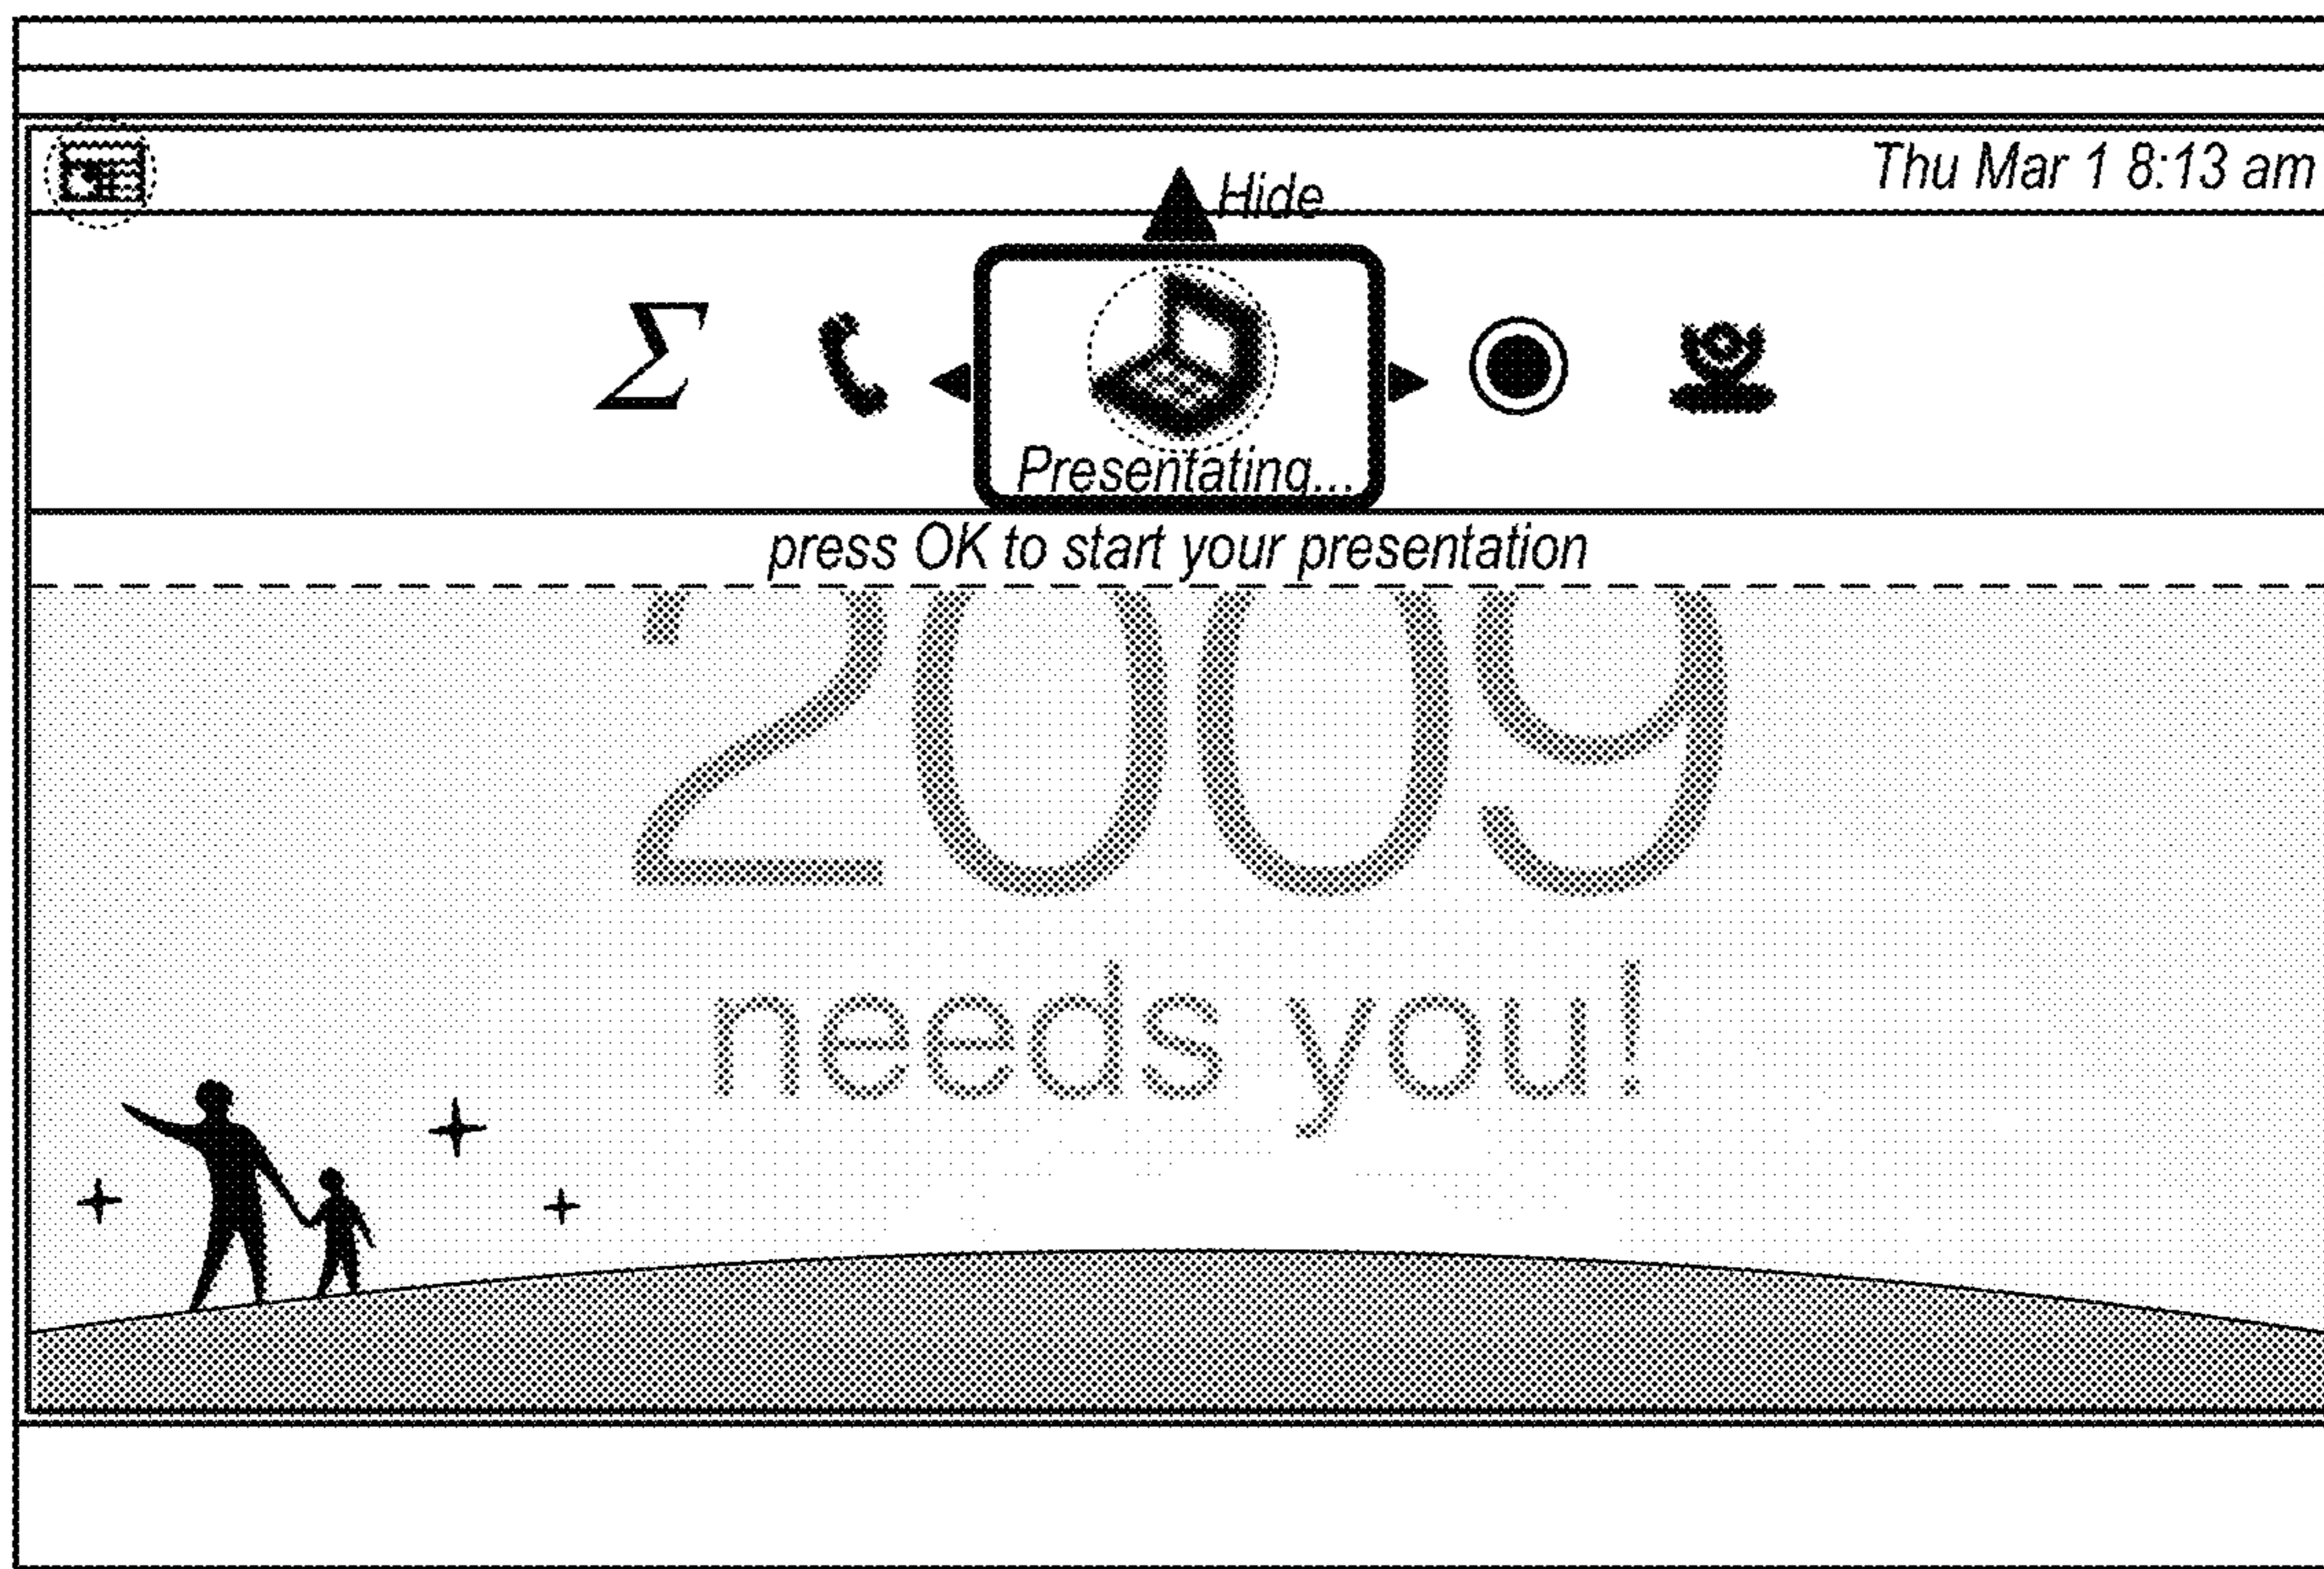 Thu Mar 1 8:13 am
Hide
Σ
Presentating...
press OK to start your presentation
2009
needs you!